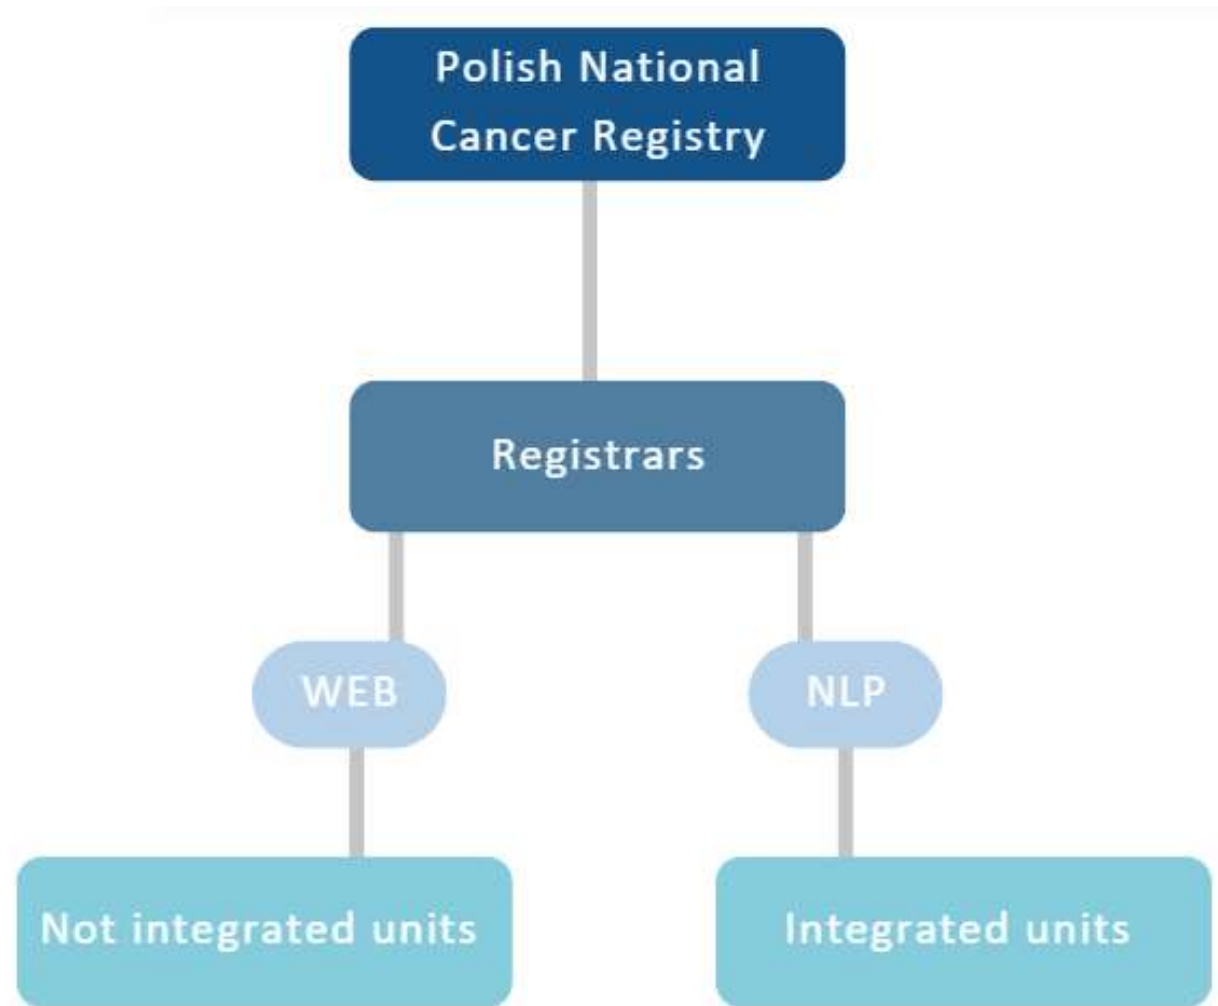 Polish National
Cancer Registry
Registrars
WEB
NLP
Not integrated units
Integrated units